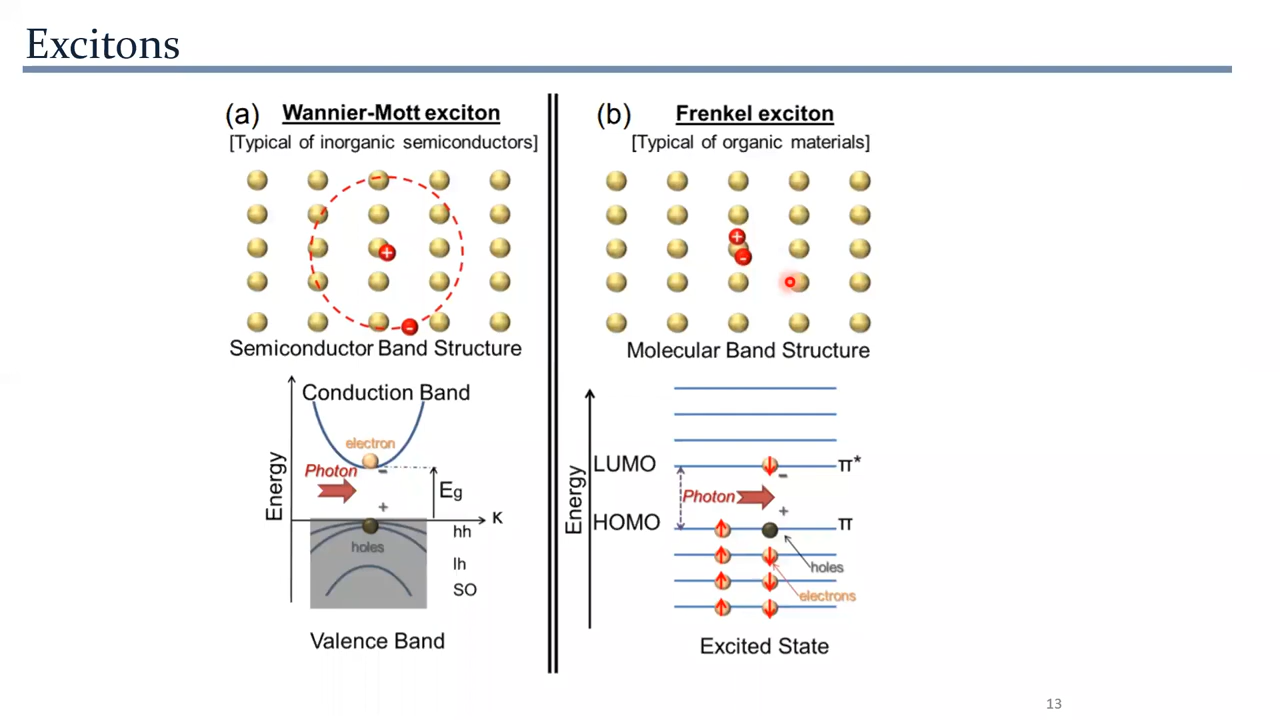 Excitons
(a) Wannier-Mott exciton
[Typical of inorganic semiconductors]
+
-
Semiconductor Band Structure
Conduction Band
electron
Photon
-
Eg
+
K
Energy
holes
hh
lh
SO
Valence Band
(b) Frenkel exciton
[Typical of organic materials]
+
-
Molecular Band Structure
LUMO
π*
-
Photon
+
HOMO
π
Energy
holes
electrons
Excited State
13